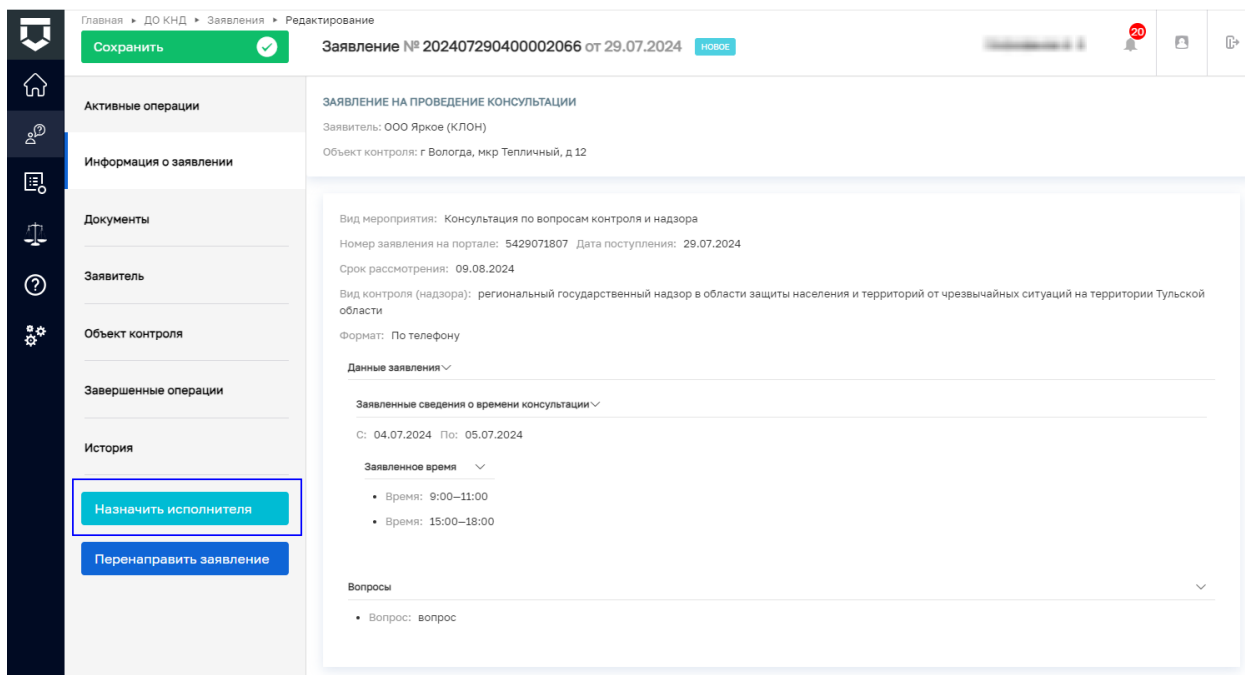 Главная ▸ ДО КНД ▸ Заявления ▸ Редактирование
Сохранить
Заявление № 202407290400002066 от 29.07.2024 НОВОЕ
20
Активные операции
Информация о заявлении
Документы
Заявитель
Объект контроля
Завершенные операции
История
Назначить исполнителя
Перенаправить заявление
ЗАЯВЛЕНИЕ НА ПРОВЕДЕНИЕ КОНСУЛЬТАЦИИ
Заявитель: ООО Яркое (КЛОН)
Объект контроля: г Вологда, мкр Тепличный, д 12
Вид мероприятия: Консультация по вопросам контроля и надзора
Номер заявления на портале: 5429071807 Дата поступления: 29.07.2024
Срок рассмотрения: 09.08.2024
Вид контроля (надзора): региональный государственный надзор в области защиты населения и территорий от чрезвычайных ситуаций на территории Тульской
области
Формат: По телефону
Данные заявления
Заявленные сведения о времени консультации
С: 04.07.2024 По: 05.07.2024
Заявленное время
• Время: 9:00—11:00
• Время: 15:00—18:00
Вопросы
• Вопрос: вопрос